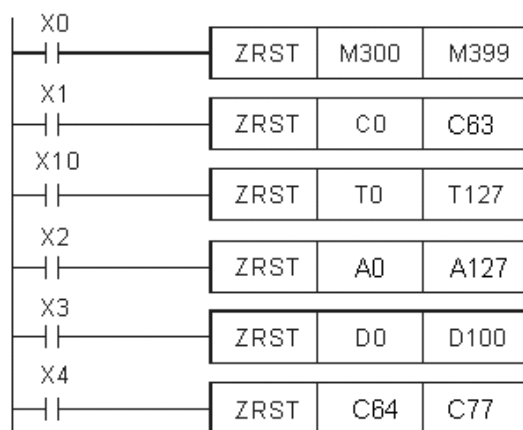 X0
ZRST M300 M399
X1
ZRST C0 C63
X10
ZRST T0 T127
X2
ZRST A0 A127
X3
ZRST D0 D100
X4
ZRST C64 C77